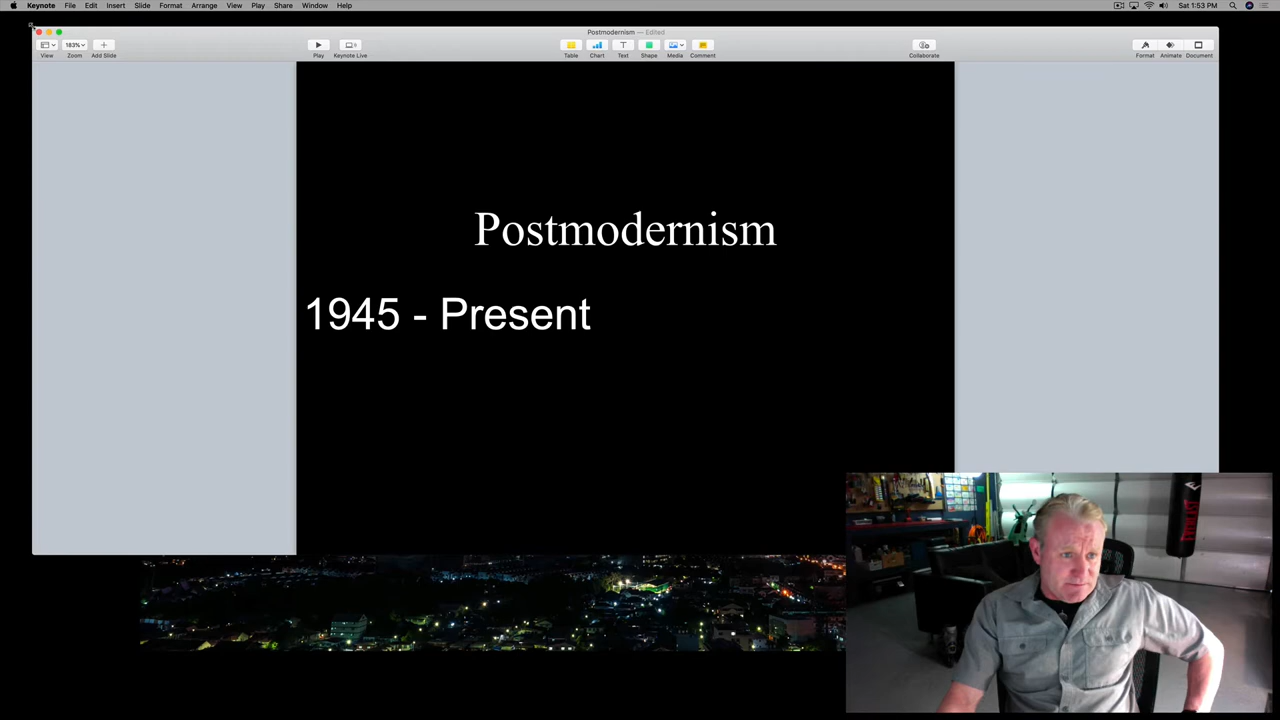 Keynote File Edit Insert Slide Format Arrange View Play Share Window Help Sat 1:53 PM
Postmodernism — Edited
183%
View Zoom Add Slide Play Keynote Live Table Chart Text Shape Media Comment Collaborate Format Animate Document
Postmodernism
1945 - Present
EVERLAST